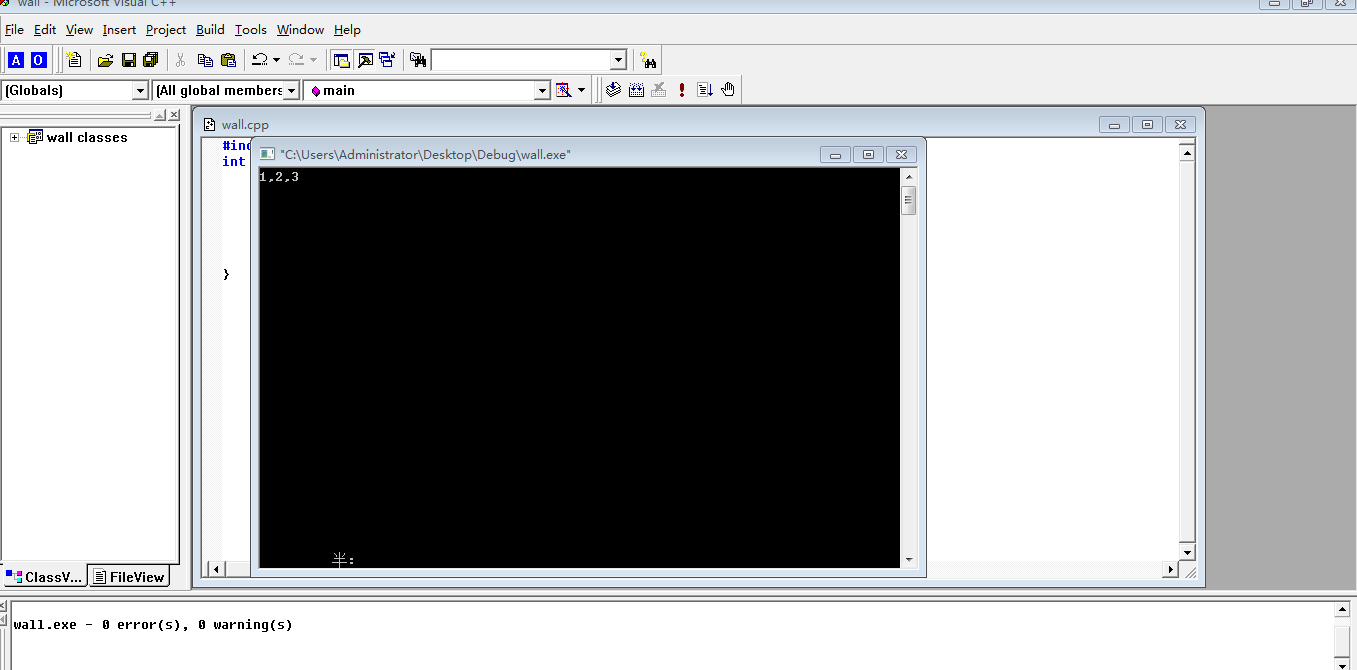 wall - Microsoft Visual C++
File Edit View Insert Project Build Tools Window Help
A O
(Globals) (All global members main
wall classes
wall.cpp
#inc
int
}
"C:\Users\Administrator\Desktop\Debug\wall.exe"
1,2,3
半:
ClassV... FileView
wall.exe - 0 error(s), 0 warning(s)